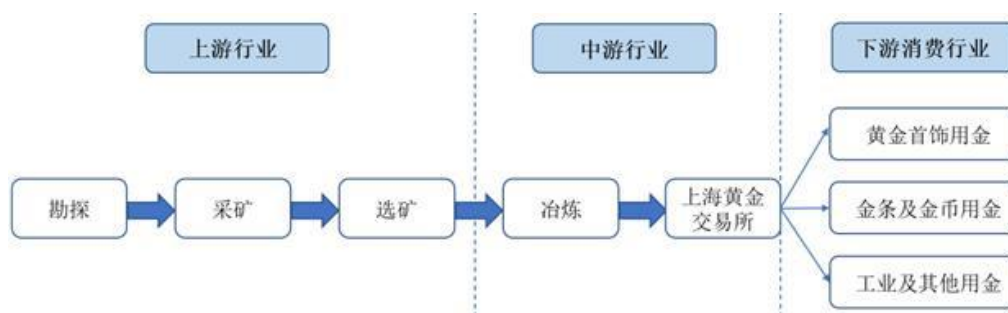 上游行业
中游行业
下游消费行业
勘探
采矿
选矿
冶炼
上海黄金
交易所
黄金首饰用金
金条及金币用金
工业及其他用金